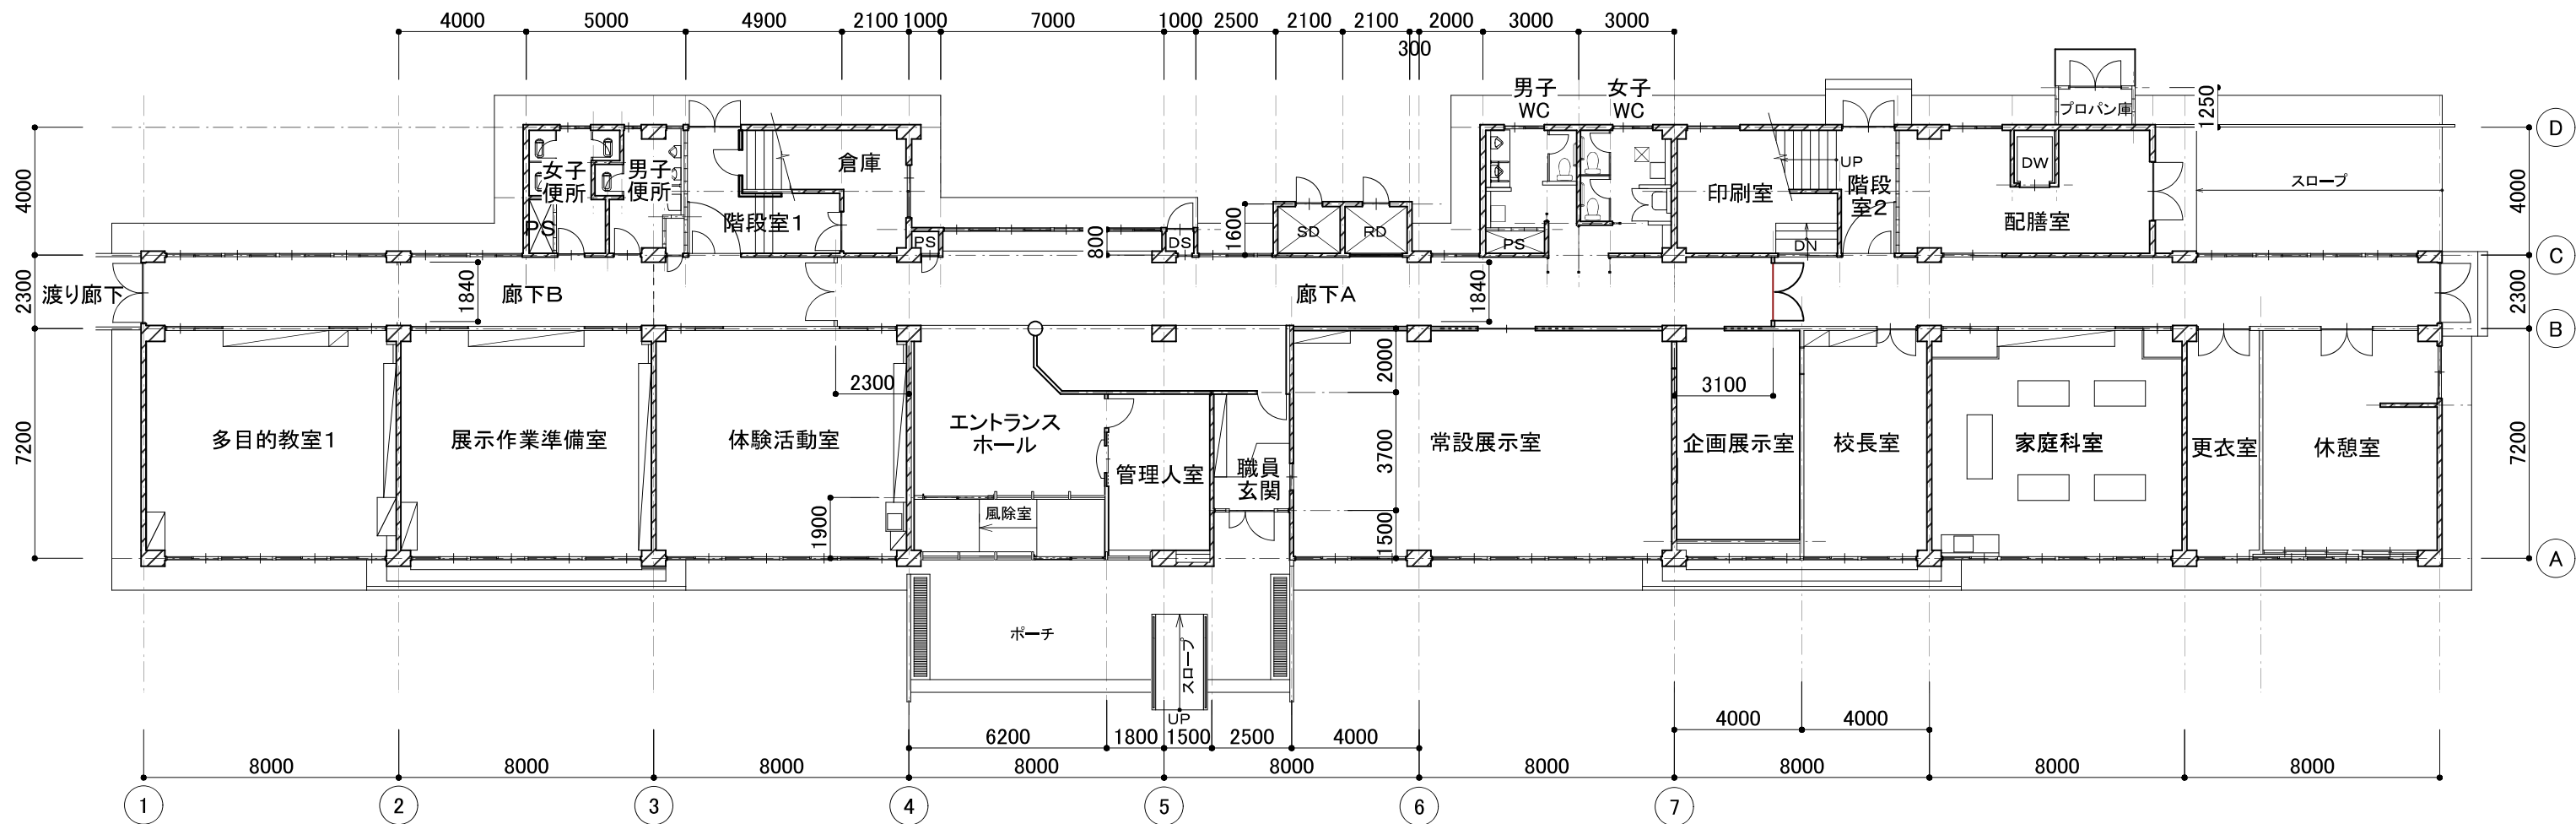 4000 5000 4900 2100 1000 7000 1000 2500 2100 2100 2000 3000 3000
300
男子
WC
女子
WC
プロパン庫
1250
D
4000
女子
便所
男子
便所
PS
階段室1
倉庫
PS
800
DS
1600
SD
RD
PS
印刷室
UP
階段
室2
DN
DW
配膳室
スロープ
4000
C
2300
渡り廊下
1840
廊下B
廊下A
1840
2300
B
7200
多目的教室1
展示作業準備室
体験活動室
2300
1900
エントランス
ホール
風除室
管理人室
職員
玄関
2000
3700
1500
常設展示室
3100
企画展示室
校長室
家庭科室
更衣室
休憩室
7200
A
ポーチ
スロープ
UP
6200 1800 1500 2500 4000
4000 4000
8000 8000 8000 8000 8000 8000 8000 8000 8000
1 2 3 4 5 6 7